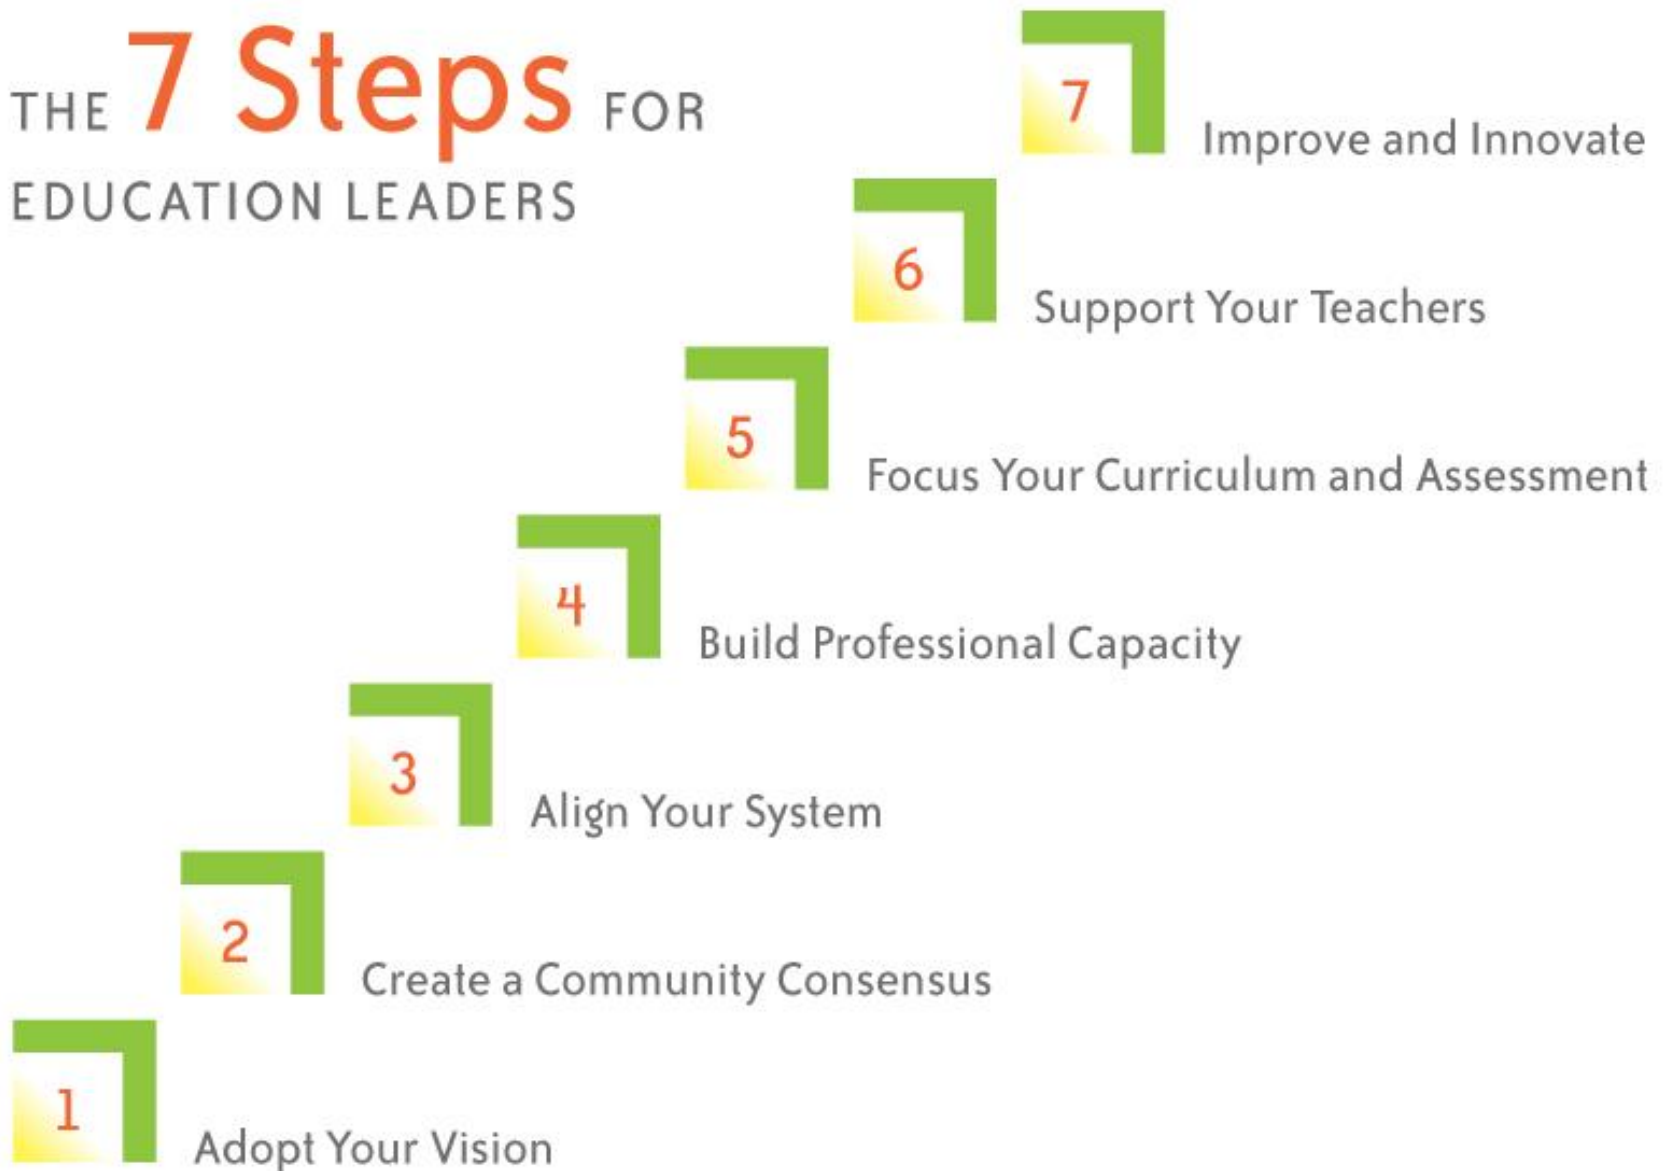 THE 7 Steps FOR
EDUCATION LEADERS
7 Improve and Innovate
6 Support Your Teachers
5 Focus Your Curriculum and Assessment
4 Build Professional Capacity
3 Align Your System
2 Create a Community Consensus
1 Adopt Your Vision